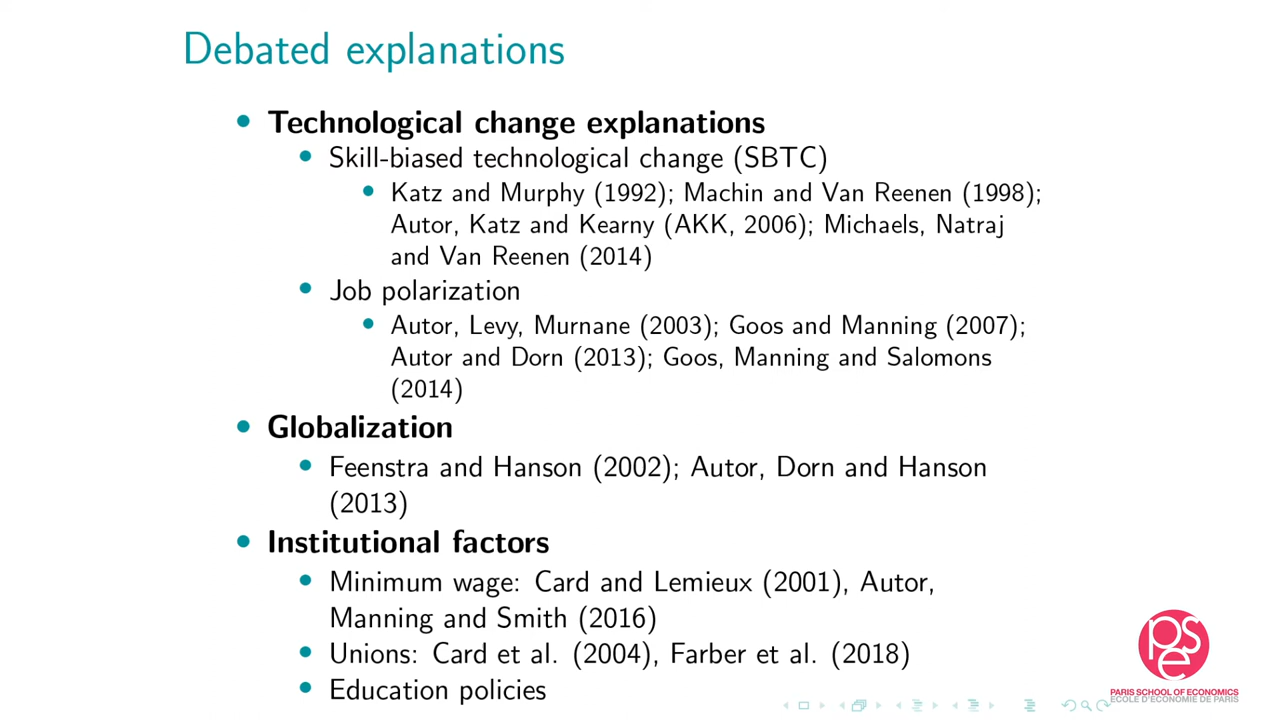 Debated explanations
• Technological change explanations
• Skill-biased technological change (SBTC)
• Katz and Murphy (1992); Machin and Van Reenen (1998);
Autor, Katz and Kearny (AKK, 2006); Michaels, Natraj
and Van Reenen (2014)
• Job polarization
• Autor, Levy, Murnane (2003); Goos and Manning (2007);
Autor and Dorn (2013); Goos, Manning and Salomons
(2014)
• Globalization
• Feenstra and Hanson (2002); Autor, Dorn and Hanson
(2013)
• Institutional factors
• Minimum wage: Card and Lemieux (2001), Autor,
Manning and Smith (2016)
• Unions: Card et al. (2004), Farber et al. (2018)
• Education policies
pse
PARIS SCHOOL OF ECONOMICS
ECOLE D'ECONOMIE DE PARIS